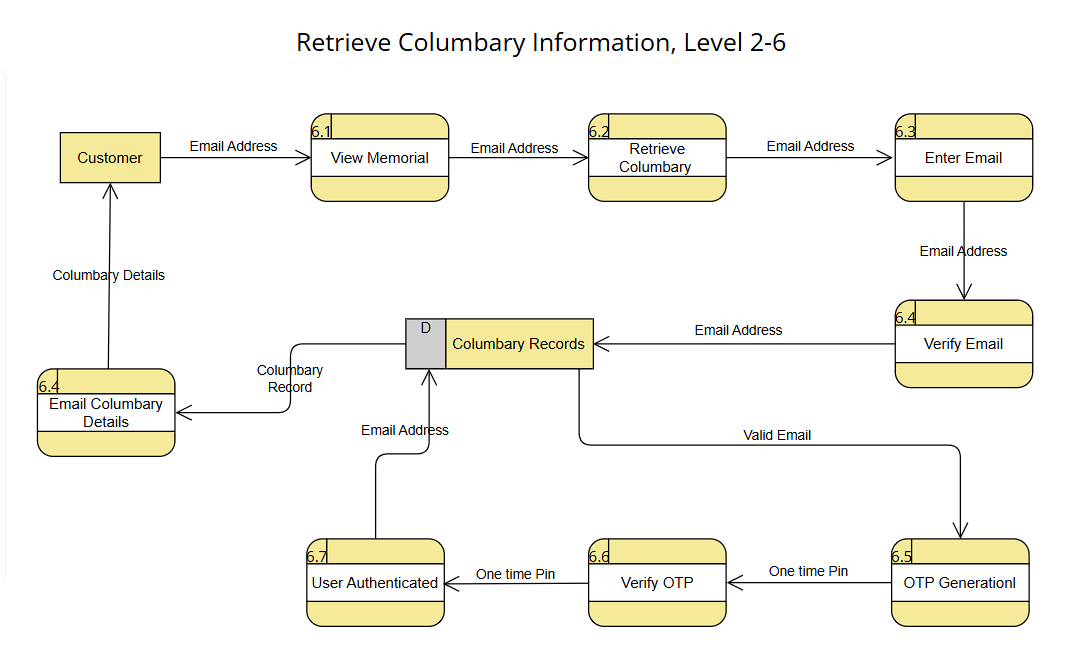 Retrieve Columbary Information, Level 2-6
Customer
Email Address
6.1
View Memorial
Email Address
6.2
Retrieve
Columbary
Email Address
6.3
Enter Email
Email Address
6.4
Verify Email
Email Address
D
Columbary Records
Columbary
Record
6.4
Email Columbary
Details
Columbary Details
Email Address
Valid Email
6.5
OTP Generationl
One time Pin
6.6
Verify OTP
One time Pin
6.7
User Authenticated